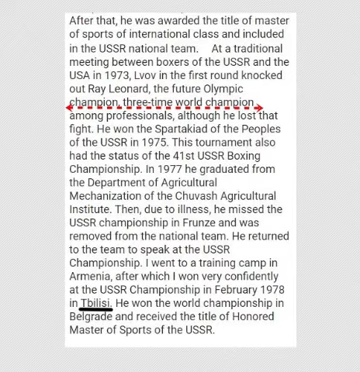 After that, he was awarded the title of master
of sports of international class and included
in the USSR national team. At a traditional
meeting between boxers of the USSR and the
USA in 1973, Lvov in the first round knocked
out Ray Leonard, the future Olympic
champion, three-time world champion
among professionals, although he lost that
fight. He won the Spartakiad of the Peoples
of the USSR in 1975. This tournament also
had the status of the 41st USSR Boxing
Championship. In 1977 he graduated from
the Department of Agricultural
Mechanization of the Chuvash Agricultural
Institute. Then, due to illness, he missed the
USSR championship in Frunze and was
removed from the national team. He returned
to the team to speak at the USSR
Championship. I went to a training camp in
Armenia, after which I won very confidently
at the USSR Championship in February 1978
in Tbilisi. He won the world championship in
Belgrade and received the title of Honored
Master of Sports of the USSR.